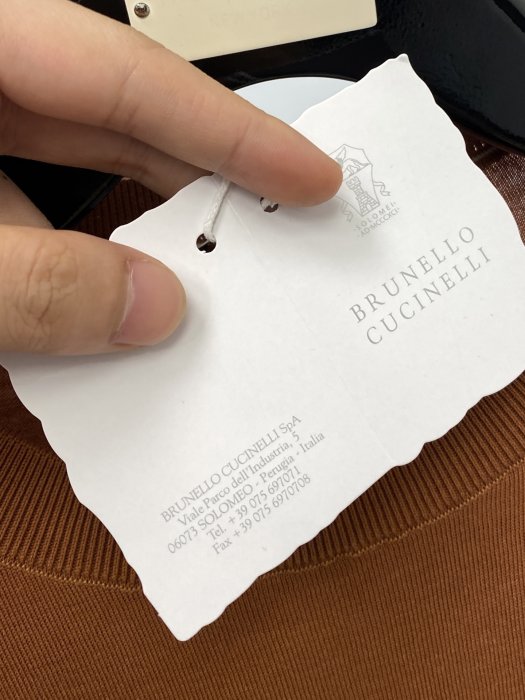 ·SOLOMEI·
BRUNELLO
CUCINELLI
BRUNELLO CUCINELLI SpA
Viale Parco dell'Industria, 5
06073 SOLOMEO - Perugia - Italia
Tel. +39 075 697071
Fax +39 075 6970708